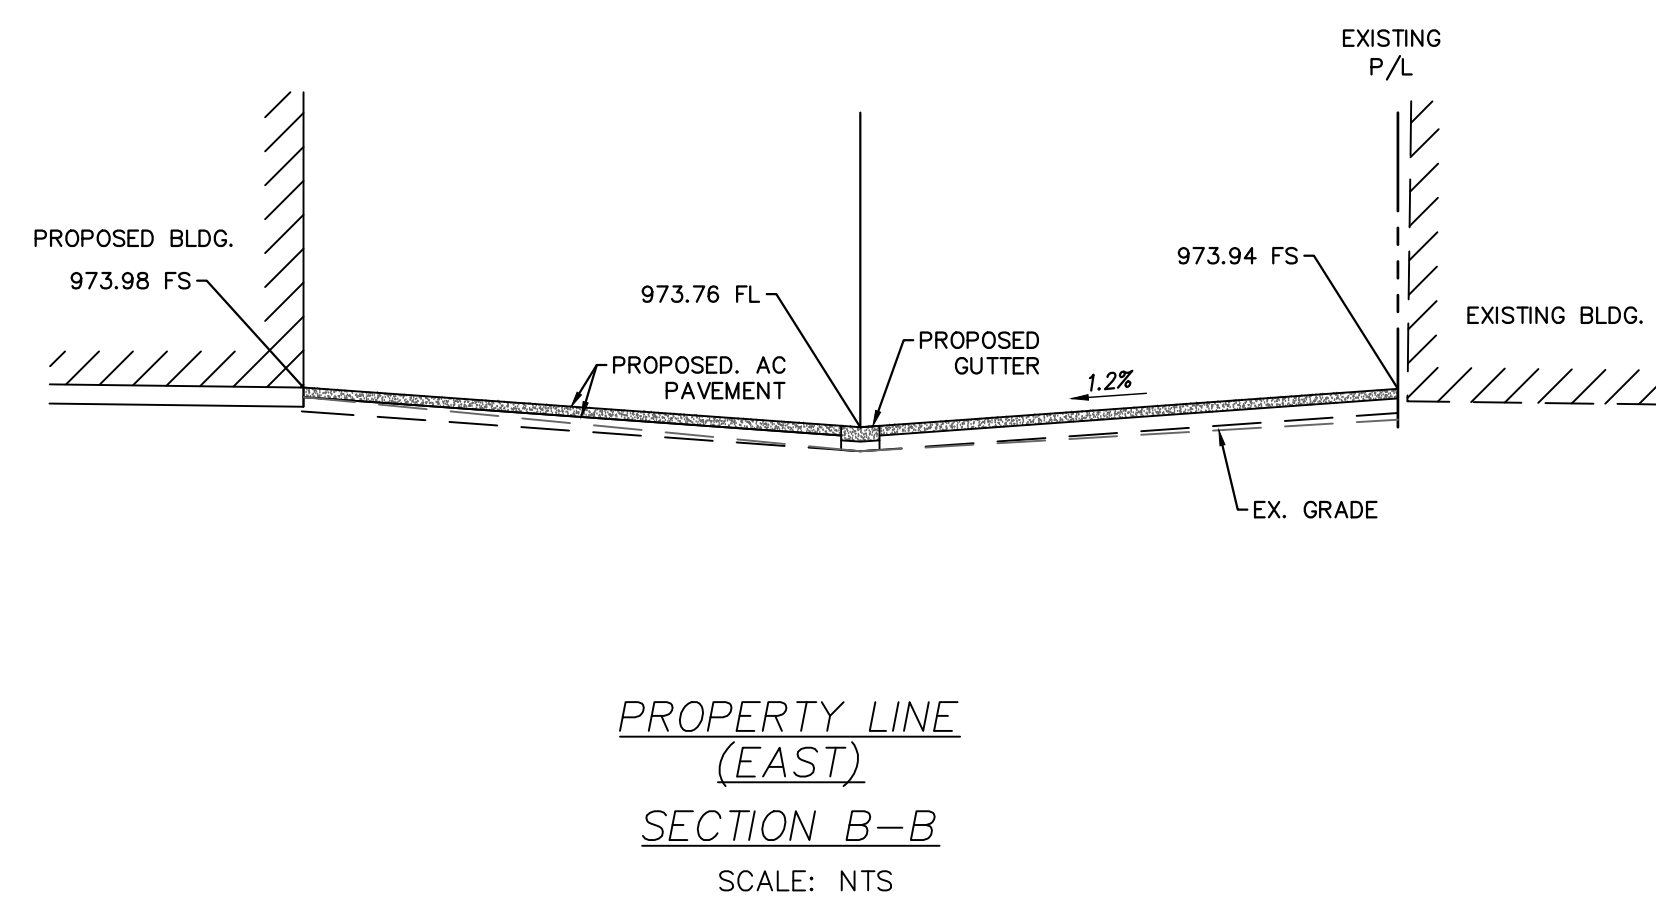 EXISTING
P/L
PROPOSED BLDG.
973.98 FS
973.94 FS
973.76 FL
EXISTING BLDG.
PROPOSED
GUTTER
PROPOSED. AC
PAVEMENT
1.2%
EX. GRADE
PROPERTY LINE
(EAST)
SECTION B-B
SCALE: NTS